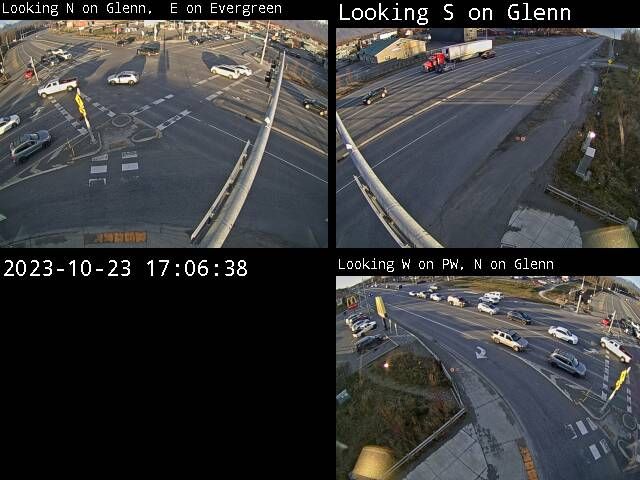 Looking N on Glenn,  E on Evergreen
Looking S on Glenn
2023-10-23 17:06:38
Looking W on PW, N on Glenn